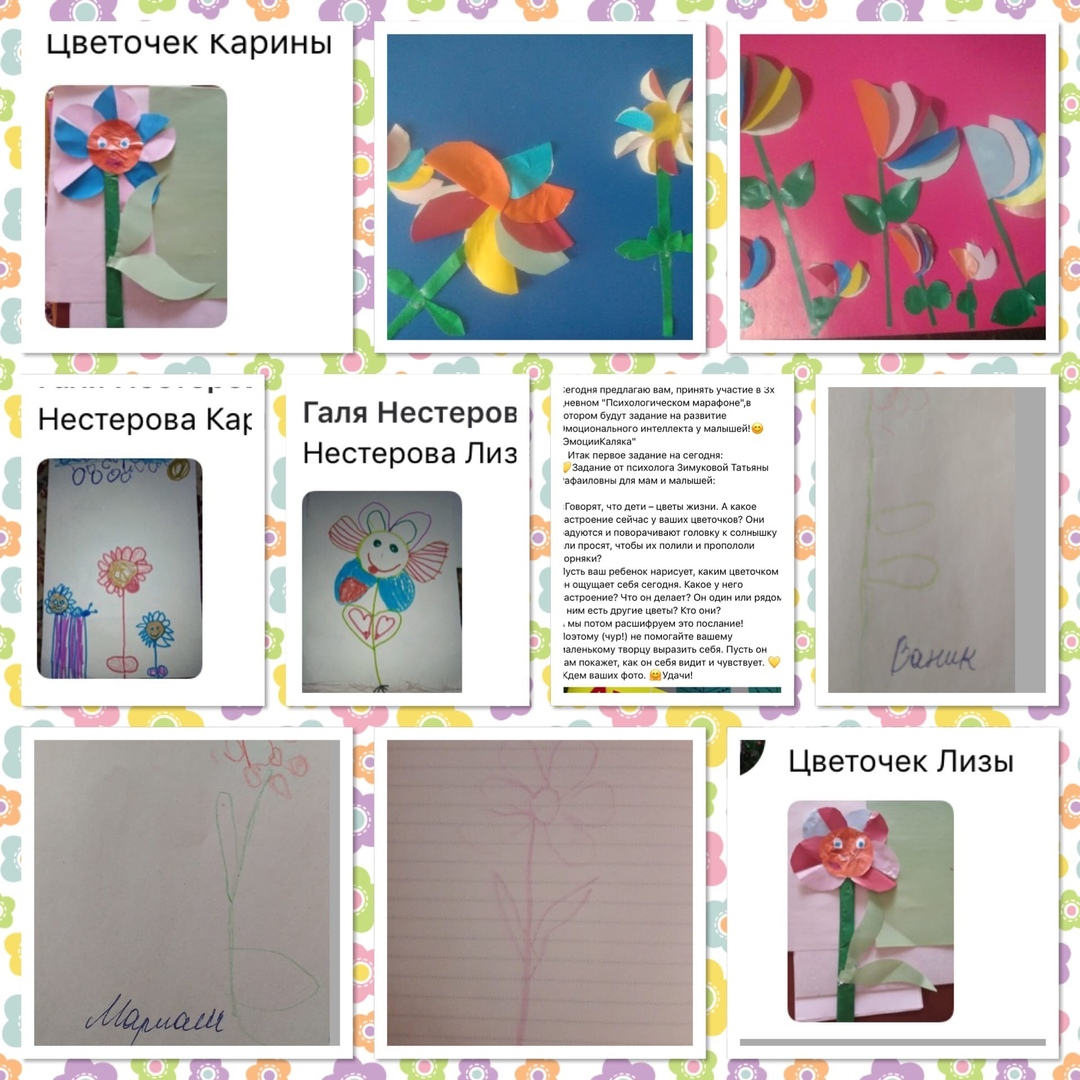 Цветочек Карины
Нестерова Кар
Галя Нестеров
Нестерова Лиз
егодня предлагаю вам, принять участие в 3х
дневном "Психологическом марафоне",в
отором будут задание на развитие
моционального интеллекта у малышей!😊
ЭмоцииКаляка"
Итак первое задание на сегодня:
💛Задание от психолога Зимуковой Татьяны
афаиловны для мам и малышей:
Говорят, что дети – цветы жизни. А какое
астроение сейчас у ваших цветочков? Они
адуются и поворачивают головку к солнышку
ли просят, чтобы их полили и пропололи
орняки?
Пусть ваш ребенок нарисует, каким цветочком
н ощущает себя сегодня. Какое у него
астроение? Что он делает? Он один или рядом
ним есть другие цветы? Кто они?
мы потом расшифруем это послание!
Поэтому (чур!) не помогайте вашему
маленькому творцу выразить себя. Пусть он
ам покажет, как он себя видит и чувствует. 💛
Ждем ваших фото. 🤗Удачи!
Ваник
Мариам
Цветочек Лизы